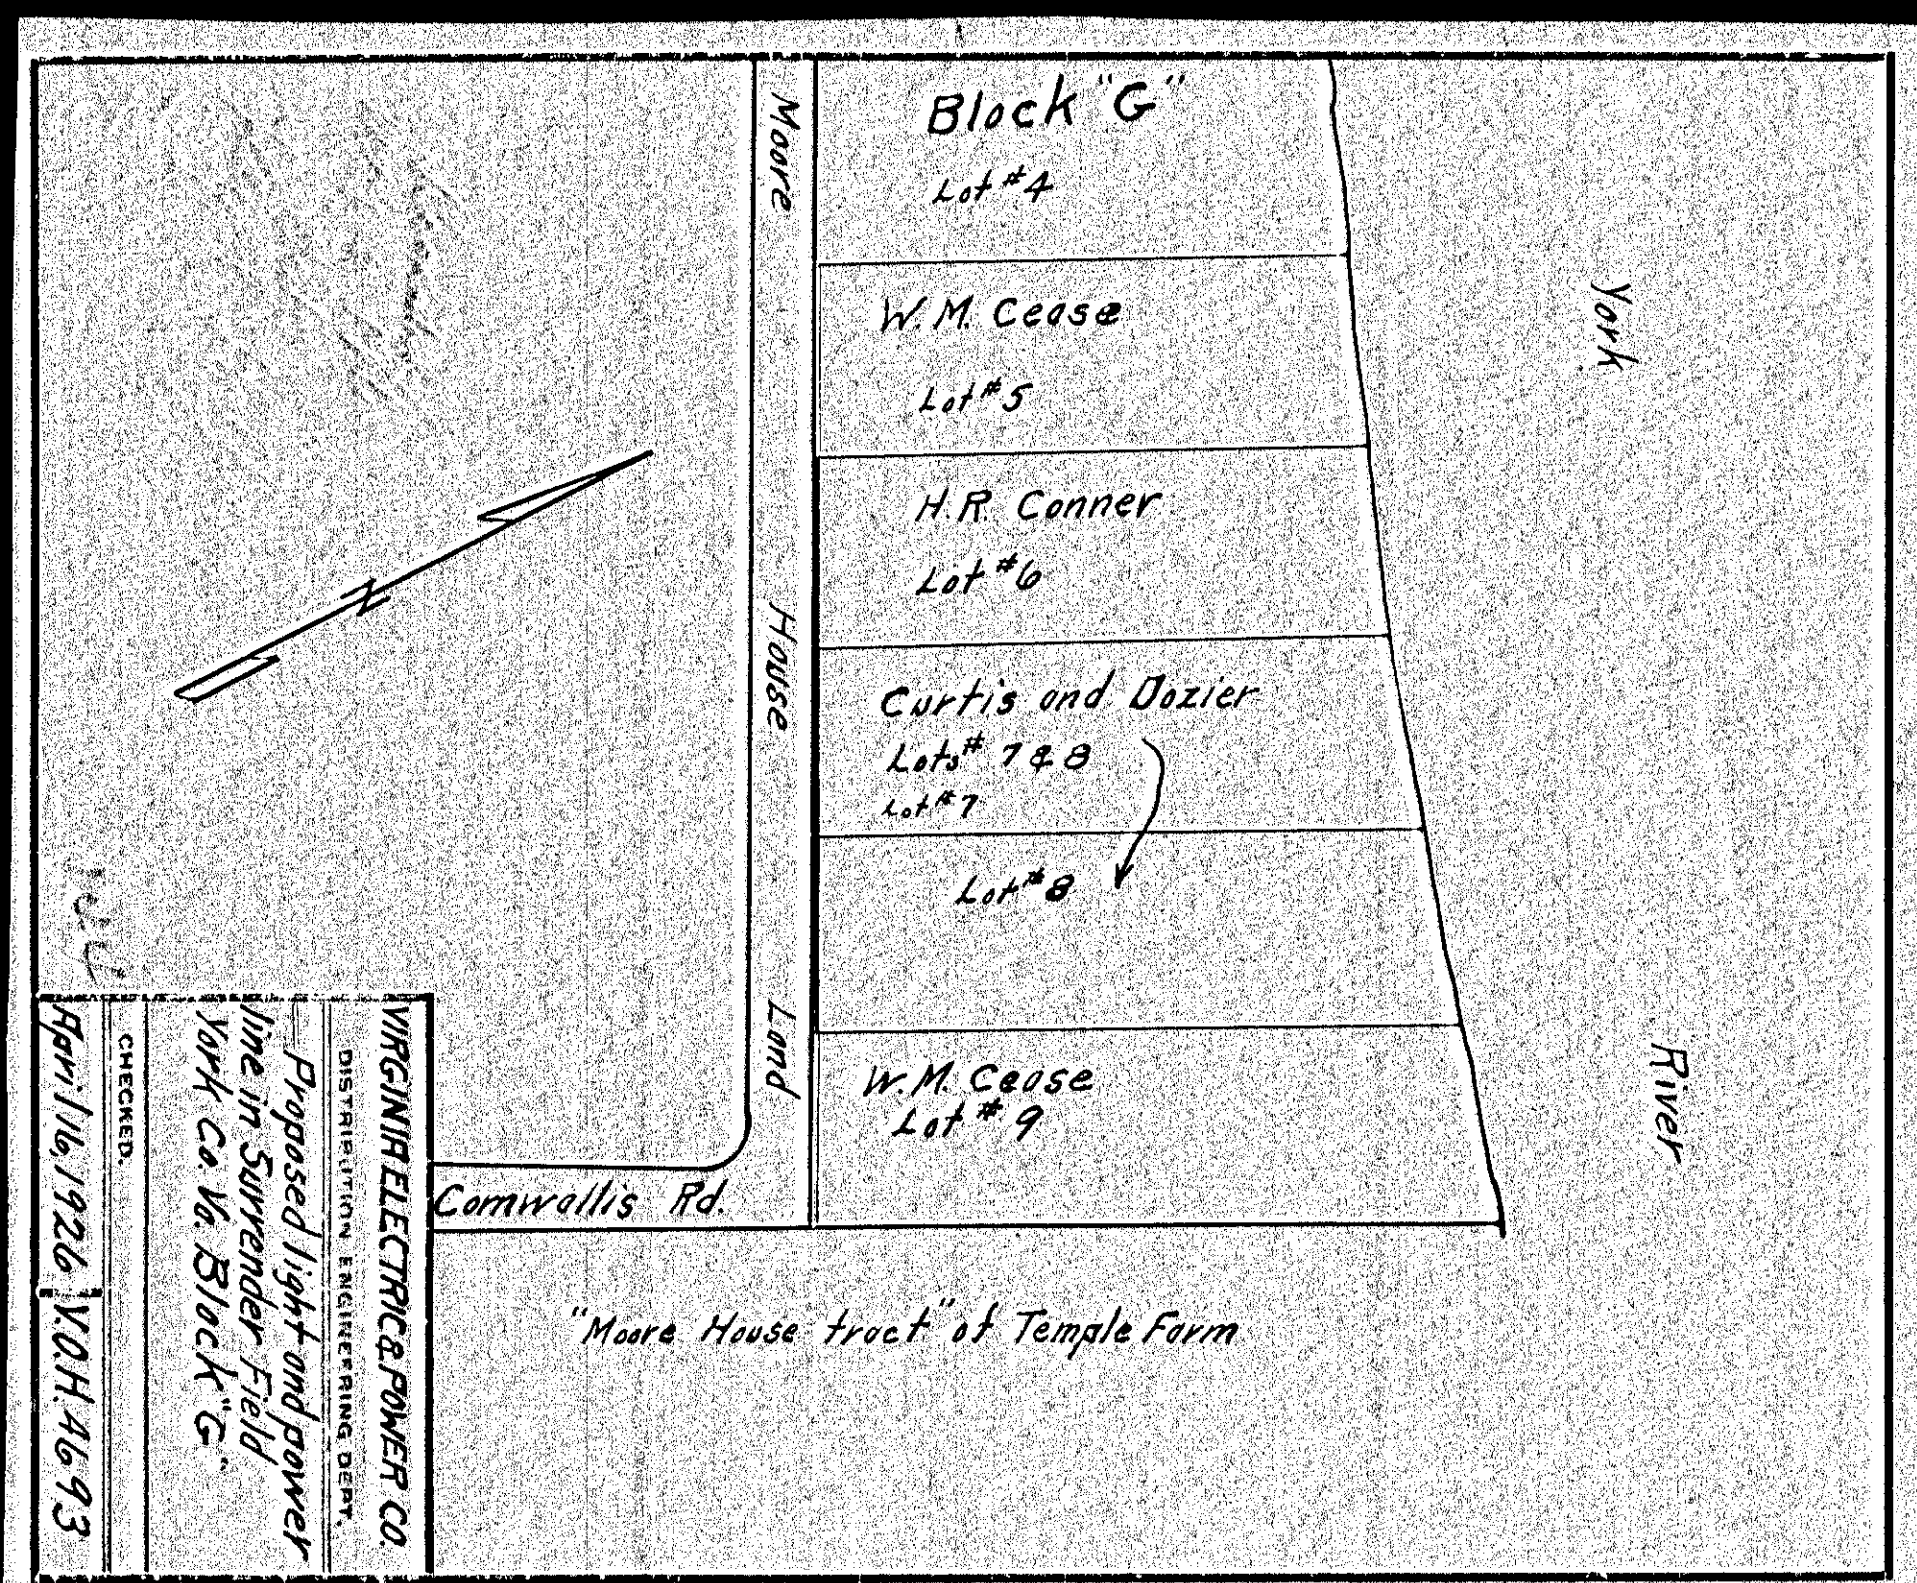 Block "G"
Lot #4
W. M. Cease
Lot #5
H. R. Conner
Lot #6
Curtis and Dozier
Lots # 7 & 8
Lot #7
Lot #8
W. M. Cease
Lot # 9
Moore House Land
York River
N
Cornwallis Rd.
"Moore House tract" of Temple Farm
VIRGINIA ELECTRIC & POWER CO.
DISTRIBUTION ENGINEERING DEPT.
Proposed light and power
line in Surrender Field
York Co. Va. Block "G"
CHECKED.
April 16, 1926 V.O.H. A6693